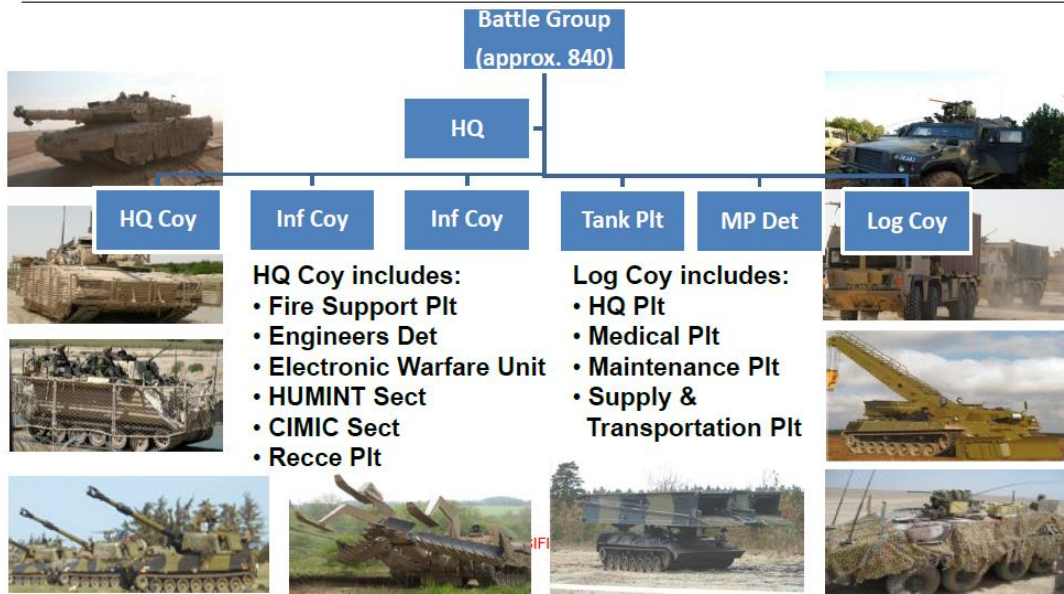 Battle Group
(approx. 840)
HQ
HQ Coy
Inf Coy
Inf Coy
Tank Plt
MP Det
Log Coy
HQ Coy includes:
• Fire Support Plt
• Engineers Det
• Electronic Warfare Unit
• HUMINT Sect
• CIMIC Sect
• Recce Plt
Log Coy includes:
• HQ Plt
• Medical Plt
• Maintenance Plt
• Supply &
Transportation Plt